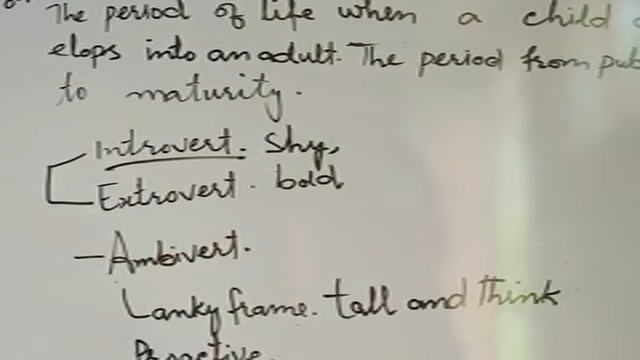 The period of life when a child
elops into an adult. The period from pub
to maturity.
Introvert. Shy,
Extrovert. bold
- Ambivert.
Lanky frame. tall and think
Proactive.